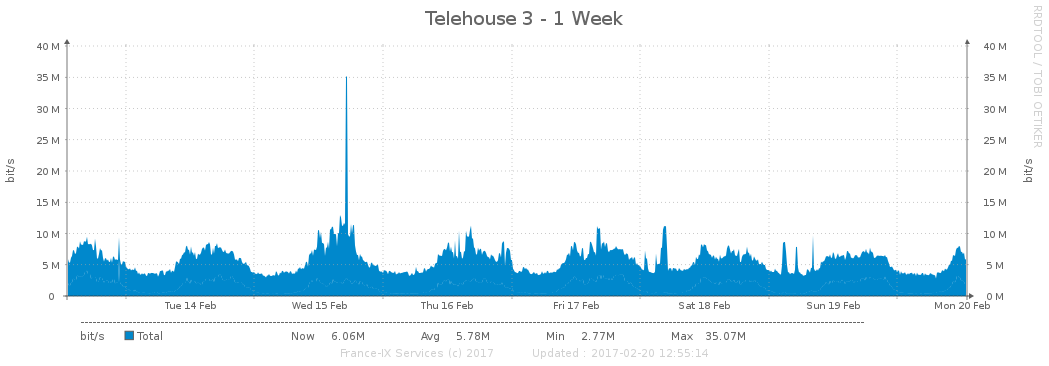 Telehouse 3 - 1 Week
RRDTOOL / TOBI OETIKER
40 M 40 M
35 M 35 M
30 M 30 M
25 M 25 M
20 M 20 M
15 M 15 M
10 M 10 M
5 M 5 M
0 0 M
bit/s bit/s
Tue 14 Feb Wed 15 Feb Thu 16 Feb Fri 17 Feb Sat 18 Feb Sun 19 Feb Mon 20 Feb
bit/s Total Now 6.06M Avg 5.78M Min 2.77M Max 35.07M
France-IX Services (c) 2017 Updated : 2017-02-20 12:55:14